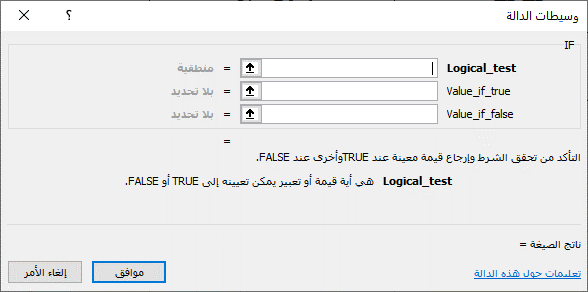 وسيطات الدالة ؟
IF
Logical_test = منطقية
Value_if_true = بلا تحديد
Value_if_false = بلا تحديد
=
التأكد من تحقق الشرط وإرجاع قيمة معينة عند TRUEوأخرى عند FALSE.
Logical_test هي أية قيمة أو تعبير يمكن تعيينه إلى TRUE أو FALSE.
ناتج الصيغة =
تعليمات حول هذه الدالة موافق إلغاء الأمر